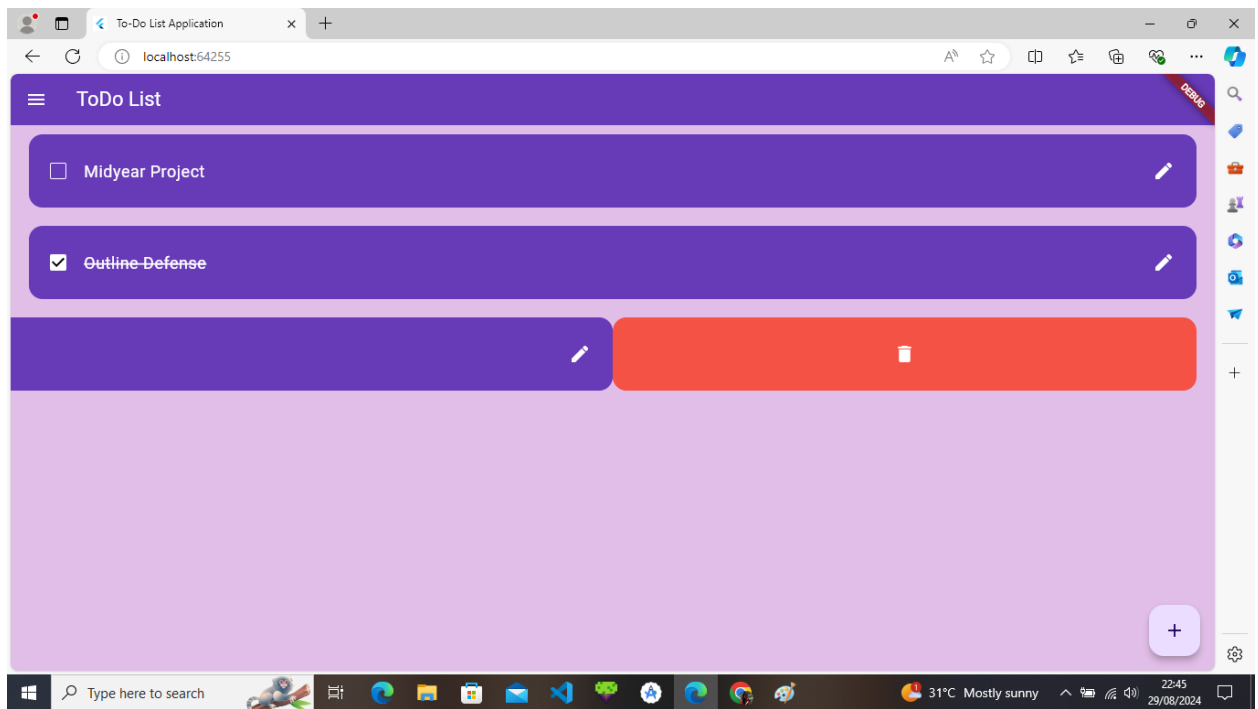 To-Do List Application
localhost:64255
ToDo List
DEBUG
Midyear Project
Outline Defense
Type here to search
1
31°C Mostly sunny
22:45
29/08/2024